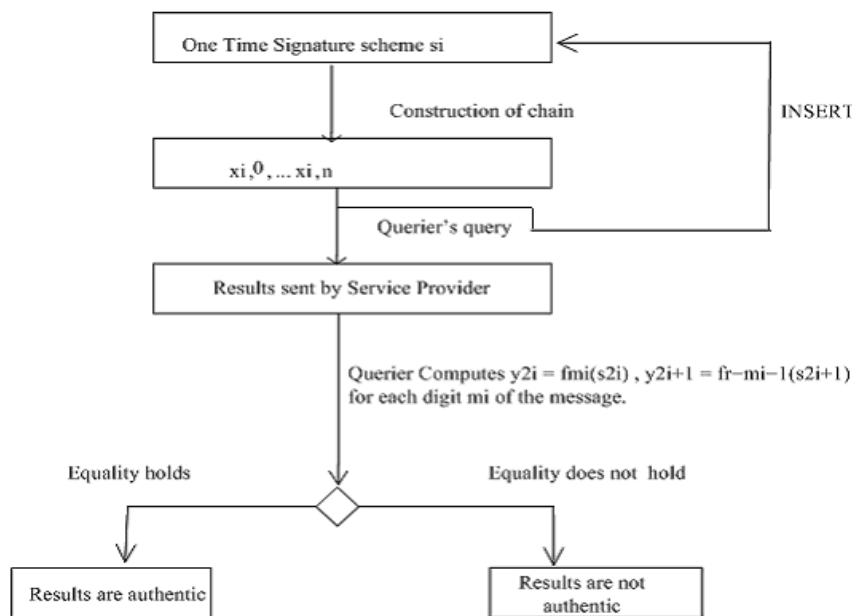 One Time Signature scheme si
Construction of chain
INSERT
xi,0,... xi,n
Querier's query
Results sent by Service Provider
Querier Computes y2i = fmi(s2i) , y2i+1 = fr−mi−1(s2i+1)
for each digit mi of the message.
Equality holds
Equality does not hold
Results are authentic
Results are not
authentic